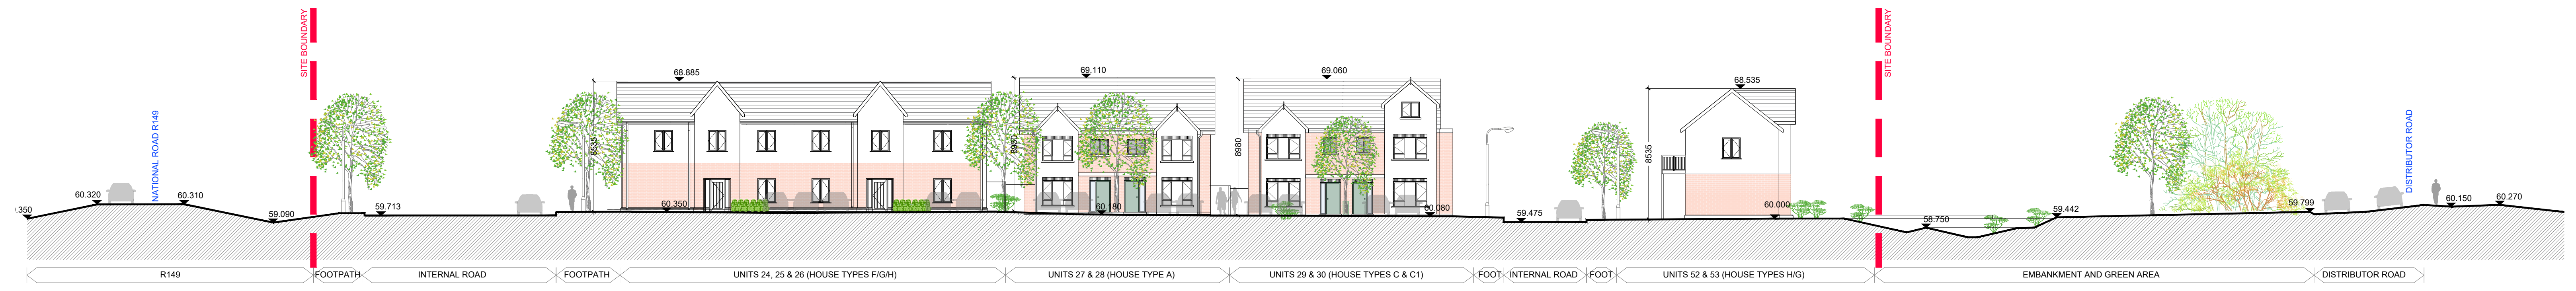 SITE BOUNDARY
SITE BOUNDARY
68.885
69.110
69.060
68.535
NATIONAL ROAD R149
DISTRIBUTOR ROAD
8535
8930
8980
8535
.350
60.320
60.310
59.090
59.713
60.350
60.180
60.080
59.475
60.000
58.750
59.442
59.799
60.150
60.270
R149
FOOTPATH
INTERNAL ROAD
FOOTPATH
UNITS 24, 25 & 26 (HOUSE TYPES F/G/H)
UNITS 27 & 28 (HOUSE TYPE A)
UNITS 29 & 30 (HOUSE TYPES C & C1)
FOOT
INTERNAL ROAD
FOOT
UNITS 52 & 53 (HOUSE TYPES H/G)
EMBANKMENT AND GREEN AREA
DISTRIBUTOR ROAD